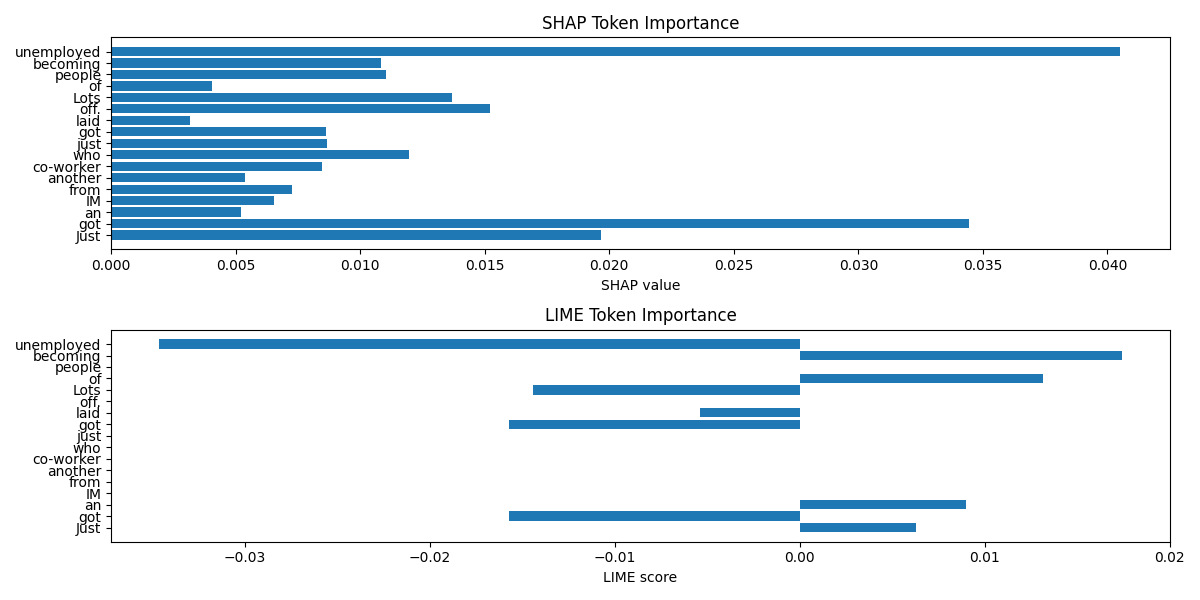 SHAP Token Importance
unemployed
becoming
people
of
Lots
off.
laid
got
just
who
co-worker
another
from
IM
an
got
Just
0.000 0.005 0.010 0.015 0.020 0.025 0.030 0.035 0.040
SHAP value
LIME Token Importance
unemployed
becoming
people
of
Lots
off.
laid
got
just
who
co-worker
another
from
IM
an
got
Just
−0.03 −0.02 −0.01 0.00 0.01 0.02
LIME score